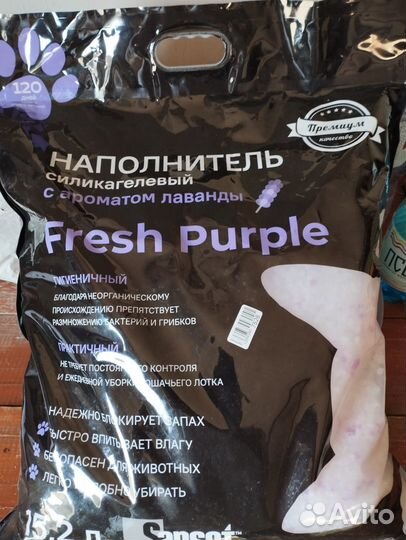 120
ДНЕЙ
Премиум
качество
НАПОЛНИТЕЛЬ
силикагелевый
с ароматом лаванды
Fresh Purple
ГИГИЕНИЧНЫЙ
БЛАГОДАРЯ НЕОРГАНИЧЕСКОМУ
ПРОИСХОЖДЕНИЮ ПРЕПЯТСТВУЕТ
РАЗМНОЖЕНИЮ БАКТЕРИЙ И ГРИБКОВ
ПРАКТИЧНЫЙ
НЕ ТРЕБУЕТ ПОСТОЯННОГО КОНТРОЛЯ
И ЕЖЕДНЕВНОЙ УБОРКИ КОШАЧЬЕГО ЛОТКА
НАДЕЖНО БЛОКИРУЕТ ЗАПАХ
БЫСТРО ВПИТЫВАЕТ ВЛАГУ
БЕЗОПАСЕН ДЛЯ ЖИВОТНЫХ
ЛЕГКО УДОБНО УБИРАТЬ
15,2 л
Avito